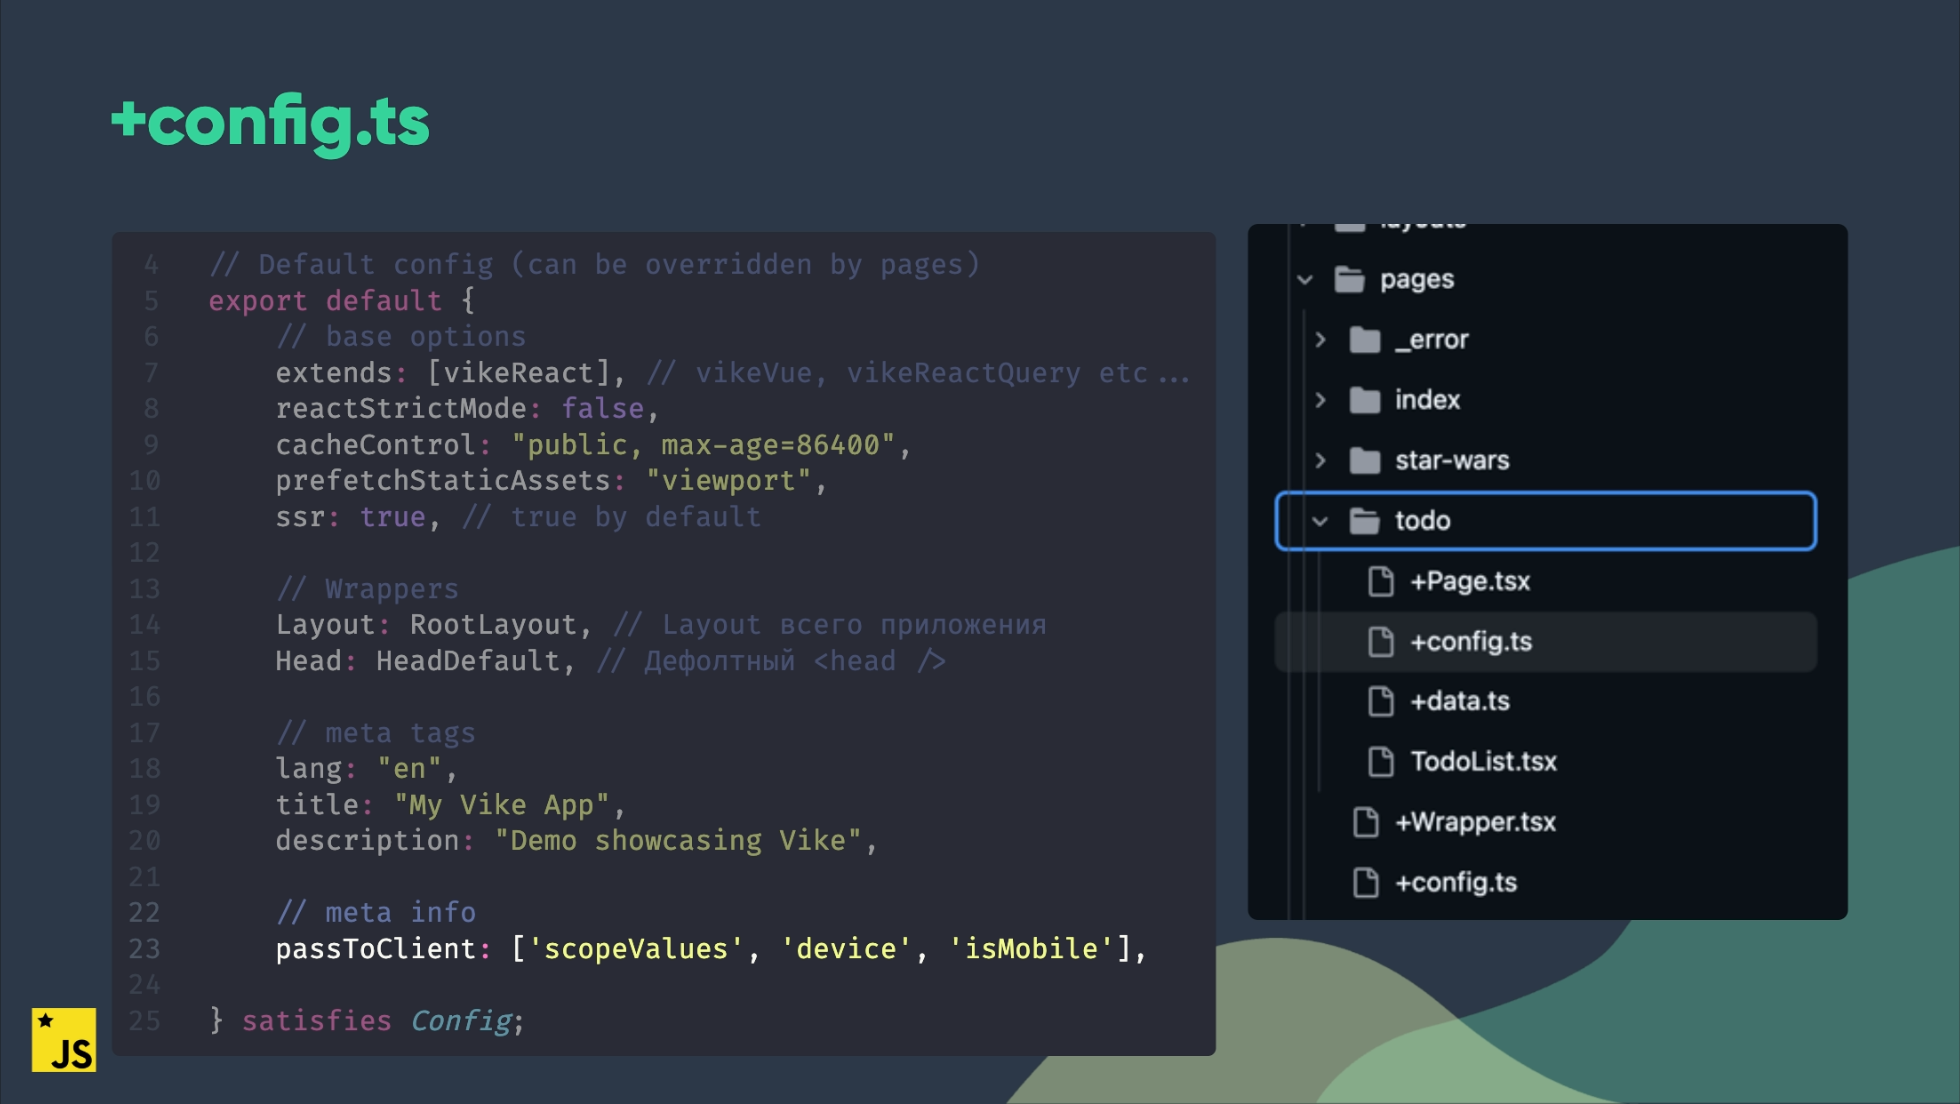 +config.ts
4 // Default config (can be overridden by pages)
5 export default {
6 // base options
7 extends: [vikeReact], // vikeVue, vikeReactQuery etc...
8 reactStrictMode: false,
9 cacheControl: "public, max-age=86400",
10 prefetchStaticAssets: "viewport",
11 ssr: true, // true by default
12
13 // Wrappers
14 Layout: RootLayout, // Layout всего приложения
15 Head: HeadDefault, // Дефолтный <head />
16
17 // meta tags
18 lang: "en",
19 title: "My Vike App",
20 description: "Demo showcasing Vike",
21
22 // meta info
23 passToClient: ['scopeValues', 'device', 'isMobile'],
24
25 } satisfies Config;
layouts
pages
_error
index
star-wars
todo
+Page.tsx
+config.ts
+data.ts
TodoList.tsx
+Wrapper.tsx
+config.ts
JS